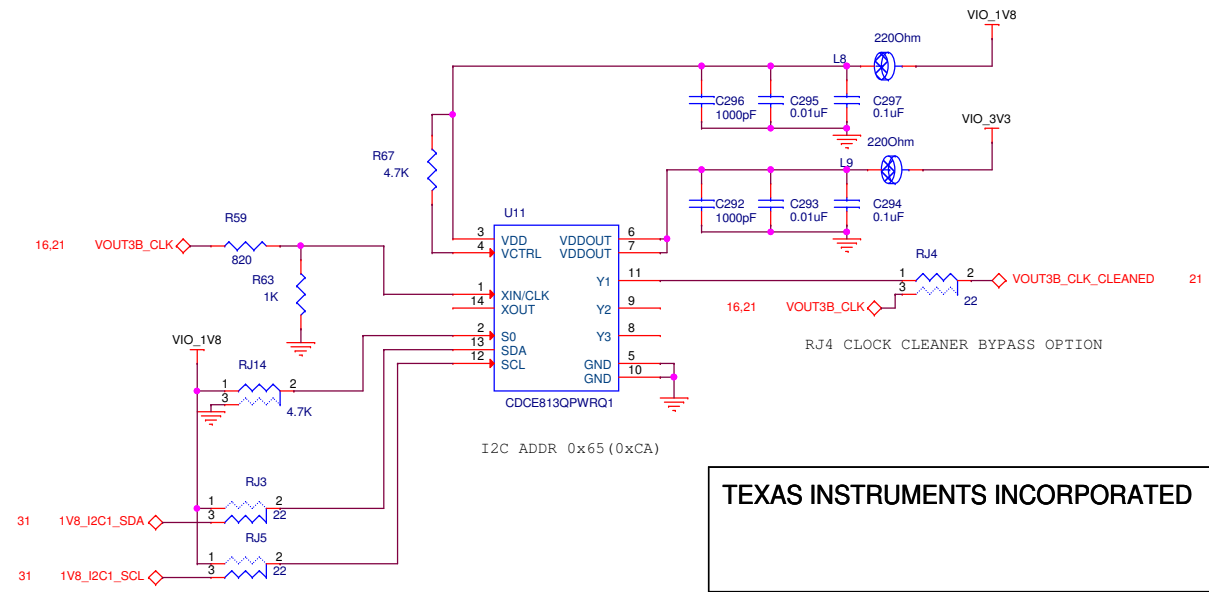 VIO_1V8
220Ohm
L8
C296
1000pF
C295
0.01uF
C297
0.1uF
VIO_3V3
220Ohm
L9
C292
1000pF
C293
0.01uF
C294
0.1uF
R67
4.7K
U11
3 VDD
4 VCTRL
1 XIN/CLK
14 XOUT
2 S0
13 SDA
12 SCL
VDDOUT 6
VDDOUT 7
Y1 11
Y2 9
Y3 8
GND 5
GND 10
CDCE813QPWRQ1
I2C ADDR 0x65(0xCA)
R59
16,21 VOUT3B_CLK
820
R63
1K
RJ4
1 2
3
22
VOUT3B_CLK_CLEANED 21
16,21 VOUT3B_CLK
RJ4 CLOCK CLEANER BYPASS OPTION
VIO_1V8
RJ14
1 2
3
4.7K
RJ3
1 2
3 22
31 1V8_I2C1_SDA
RJ5
1 2
3 22
31 1V8_I2C1_SCL
TEXAS INSTRUMENTS INCORPORATED